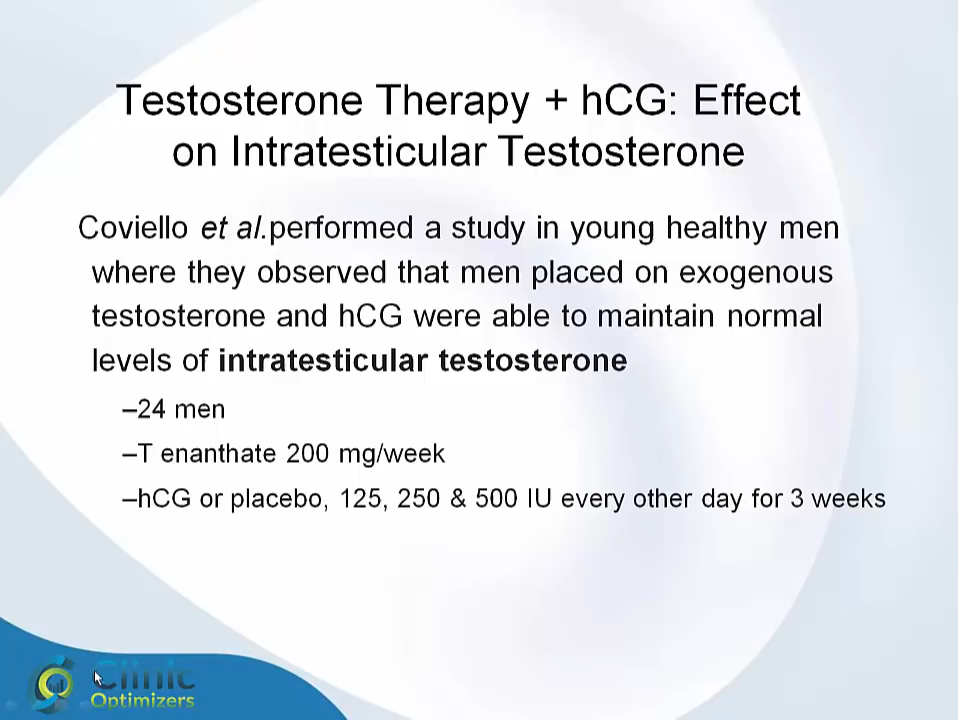 Testosterone Therapy + hCG: Effect
on Intratesticular Testosterone
Coviello et al.performed a study in young healthy men
where they observed that men placed on exogenous
testosterone and hCG were able to maintain normal
levels of intratesticular testosterone
–24 men
–T enanthate 200 mg/week
–hCG or placebo, 125, 250 & 500 IU every other day for 3 weeks
Clinic
Optimizers